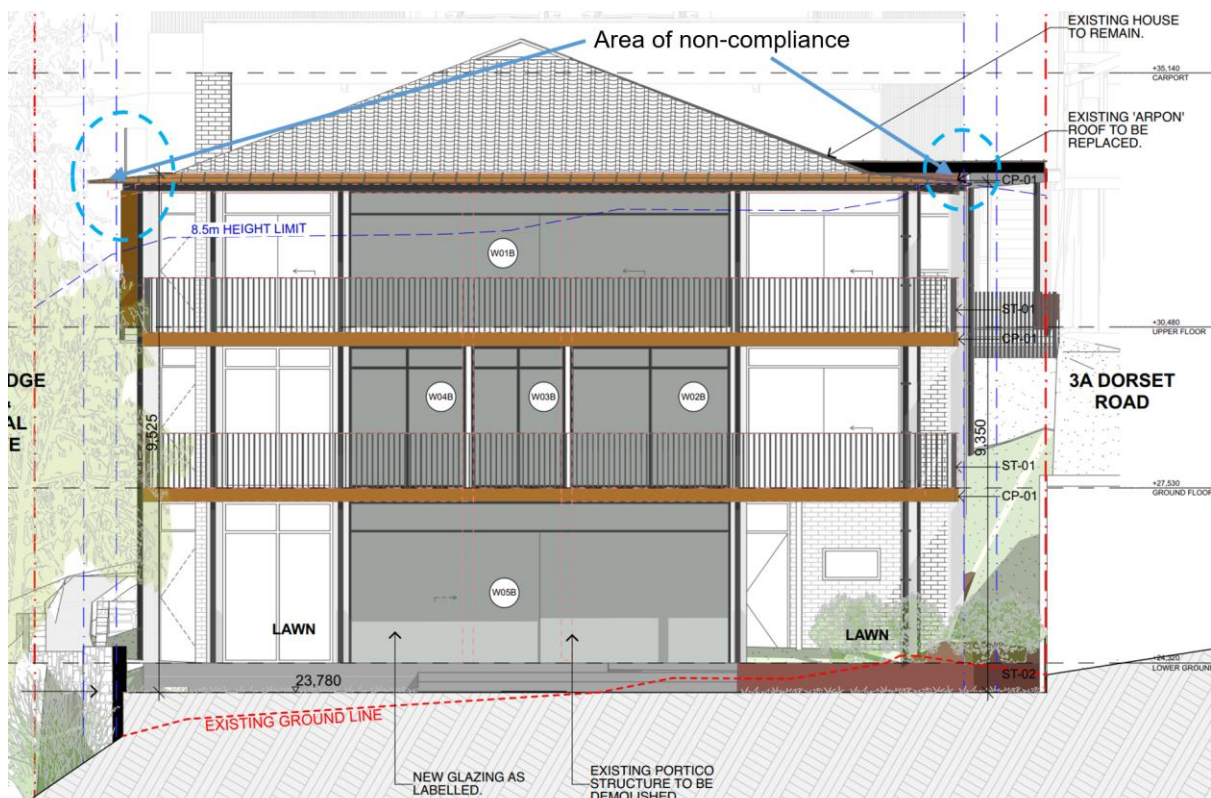 Area of non-compliance
EXISTING HOUSE
TO REMAIN.
+35,140
CARPORT
EXISTING 'ARPON'
ROOF TO BE
REPLACED.
CP-01
8.5m HEIGHT LIMIT
W01B
ST-01
+30,480
UPPER FLOOR
CP-01
DGE
AL
E
3A DORSET
ROAD
W04B
W03B
W02B
9,525
9,350
ST-01
+27,530
GROUND FLOOR
CP-01
W05B
LAWN
LAWN
+24,320
LOWER GROUND
ST-02
23,780
EXISTING GROUND LINE
NEW GLAZING AS
LABELLED.
EXISTING PORTICO
STRUCTURE TO BE
DEMOLISHED